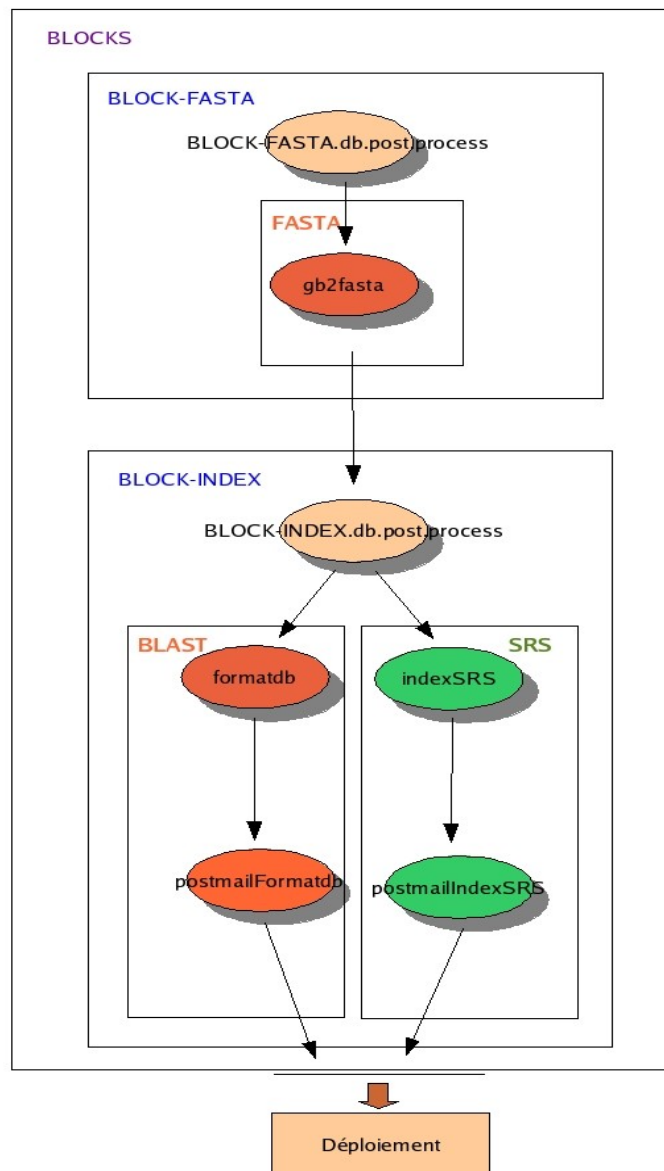 BLOCKS
BLOCK-FASTA
BLOCK-FASTA.db.post.process
FASTA
gb2fasta
BLOCK-INDEX
BLOCK-INDEX.db.post.process
BLAST
SRS
formatdb
indexSRS
postmailFormatdb
postmailIndexSRS
Déploiement